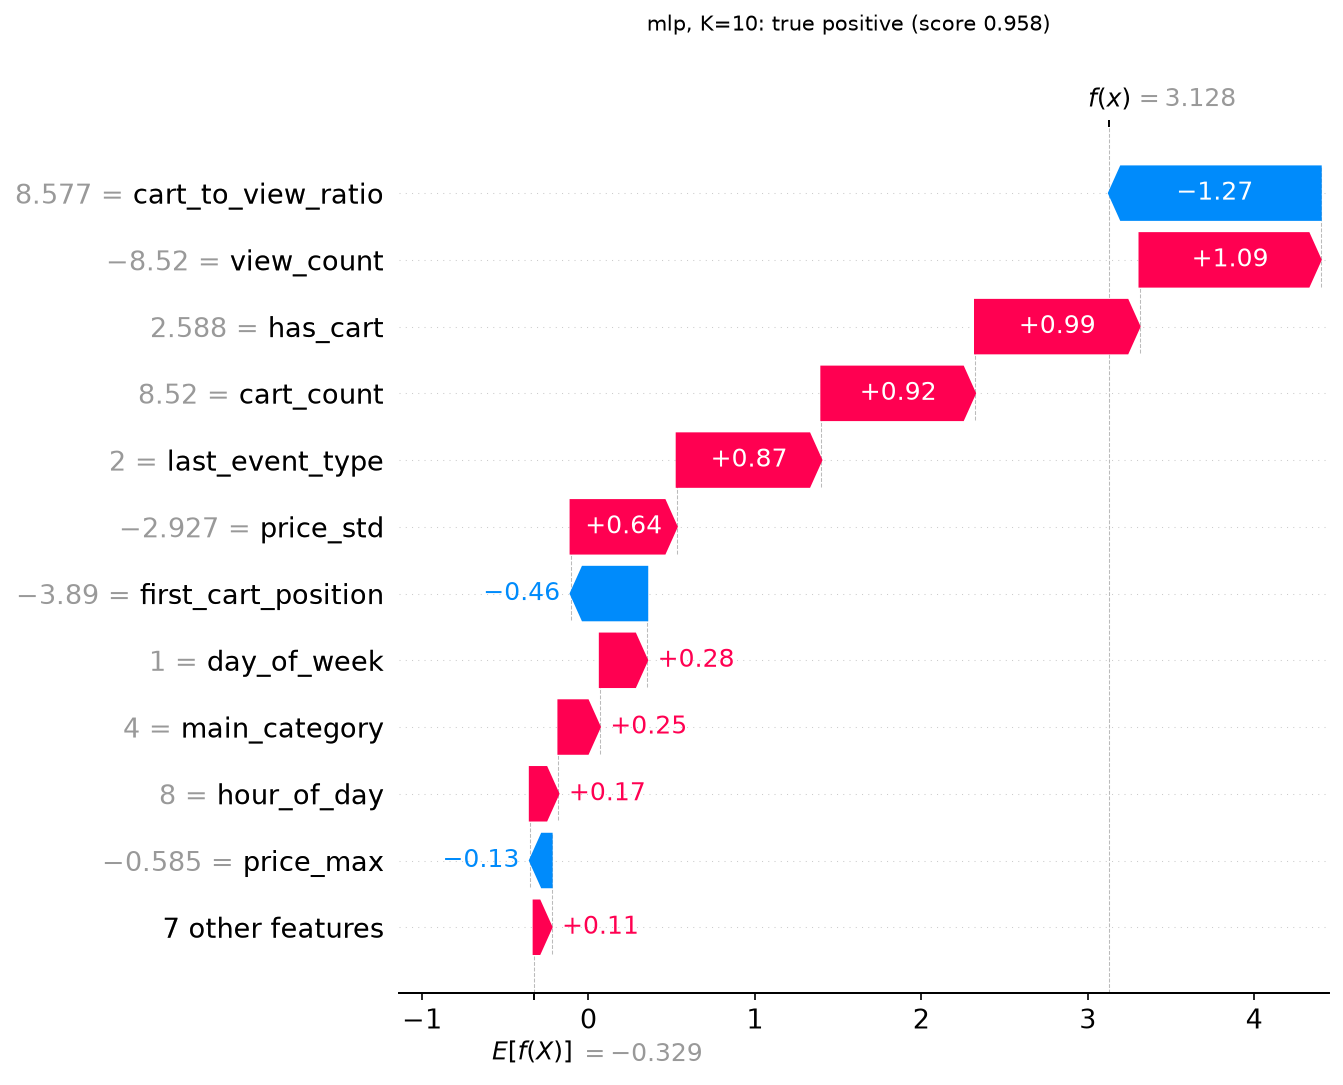 mlp, K=10: true positive (score 0.958)
f(x) = 3.128
8.577 = cart_to_view_ratio −1.27
−8.52 = view_count +1.09
2.588 = has_cart +0.99
8.52 = cart_count +0.92
2 = last_event_type +0.87
−2.927 = price_std +0.64
−3.89 = first_cart_position −0.46
1 = day_of_week +0.28
4 = main_category +0.25
8 = hour_of_day +0.17
−0.585 = price_max −0.13
7 other features +0.11
−1 0 1 2 3 4
E[f(X)] = −0.329